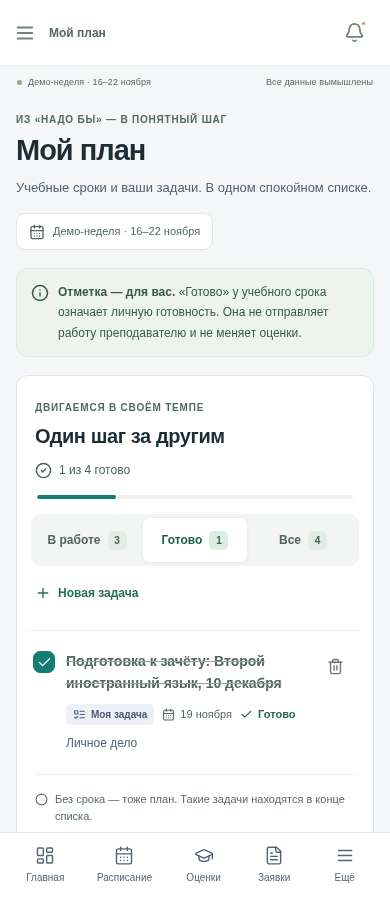 Мой план
Демо-неделя · 16–22 ноября
Все данные вымышлены
ИЗ «НАДО БЫ» — В ПОНЯТНЫЙ ШАГ
Мой план
Учебные сроки и ваши задачи. В одном спокойном списке.
Демо-неделя · 16–22 ноября
Отметка — для вас. «Готово» у учебного срока
означает личную готовность. Она не отправляет
работу преподавателю и не меняет оценки.
ДВИГАЕМСЯ В СВОЁМ ТЕМПЕ
Один шаг за другим
1 из 4 готово
В работе 3 Готово 1 Все 4
Новая задача
Подготовка к зачёту: Второй
иностранный язык, 10 декабря
Моя задача 19 ноября Готово
Личное дело
Без срока — тоже план. Такие задачи находятся в конце
списка.
Главная Расписание Оценки Заявки Ещё